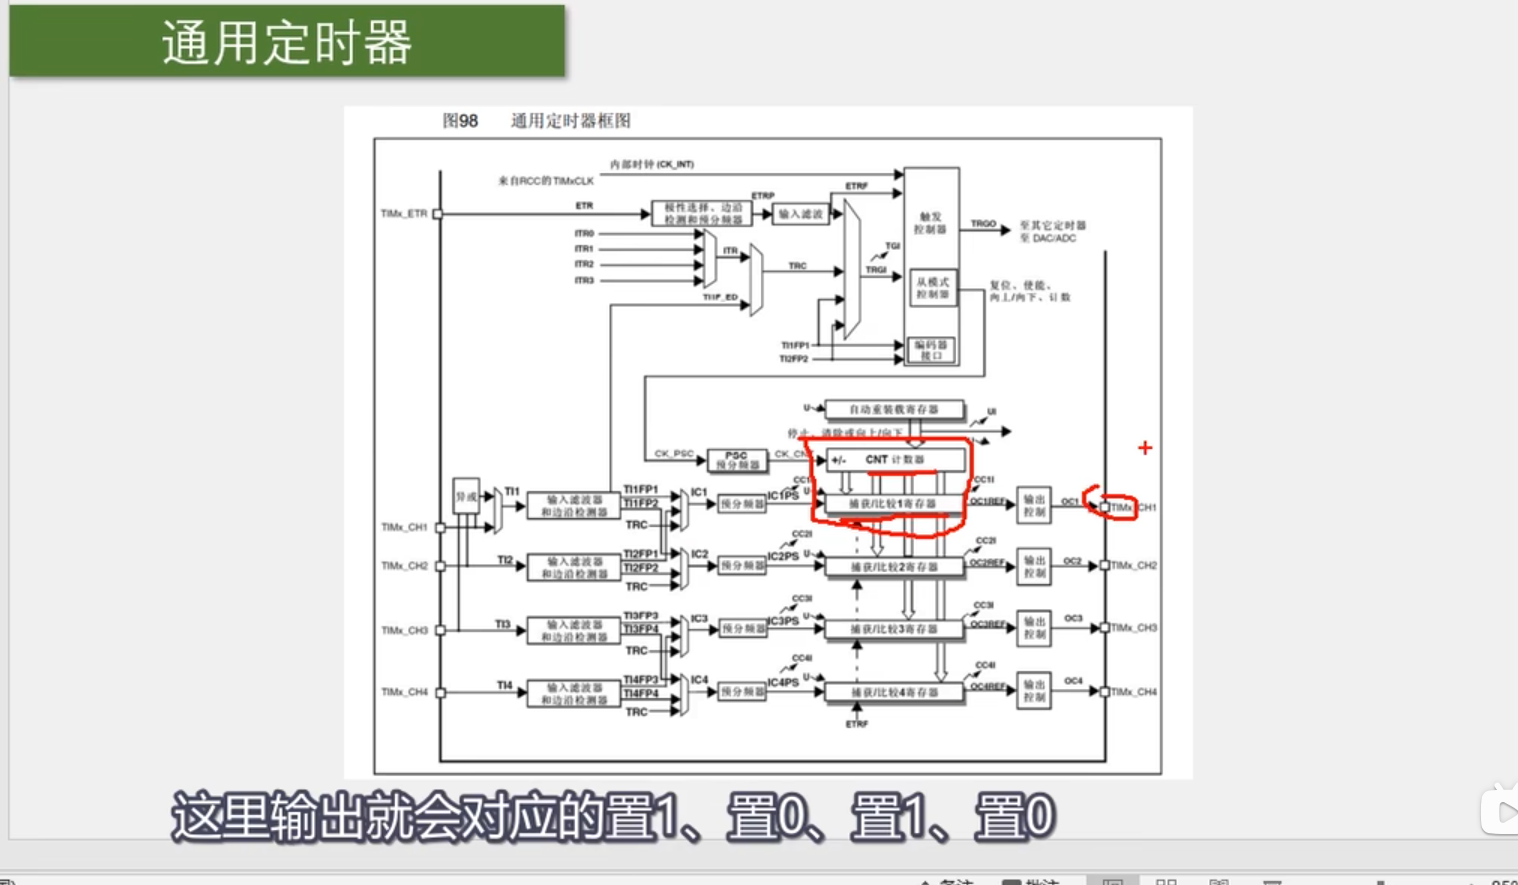 通用定时器
图98 通用定时器框图
内部时钟 (CK_INT)
来自RCC的TIMxCLK
ETRF
ETRP
TIMx_ETR ETR 极性选择、边沿检测和预分频器 输入滤波
触发控制器
TRGO 至其它定时器
至 DAC/ADC
ITR0
ITR1 ITR TGI
ITR2 TRC TRGI
ITR3
从模式控制器
复位、使能、
向上/向下、计数
TI1F_ED
TI1FP1 编码器
TI2FP2 接口
U 自动重装载寄存器 UI
停止、清除或向上/向下 U
CK_PSC PSC 预分频器 CK_CN +/- CNT 计数器
异或 TI1 输入滤波器和边沿检测器 TI1FP1 TI1FP2 TRC IC1 预分频器 IC1PS CC1 U 捕获/比较1寄存器 CC1I OC1REF 输出控制 OC1 TIMx_CH1
TIMx_CH1
TIMx_CH2 TI2 输入滤波器和边沿检测器 TI2FP1 TI2FP2 TRC IC2 预分频器 IC2PS CC2I U 捕获/比较2寄存器 CC2I OC2REF 输出控制 OC2 TIMx_CH2
TIMx_CH3 TI3 输入滤波器和边沿检测器 TI3FP3 TI3FP4 TRC IC3 预分频器 IC3PS CC3I U 捕获/比较3寄存器 CC3I OC3REF 输出控制 OC3 TIMx_CH3
TIMx_CH4 TI4 输入滤波器和边沿检测器 TI4FP3 TI4FP4 TRC IC4 预分频器 IC4PS CC4I U 捕获/比较4寄存器 CC4I OC4REF 输出控制 OC4 TIMx_CH4
ETRF
这里输出就会对应的置1、置0、置1、置0